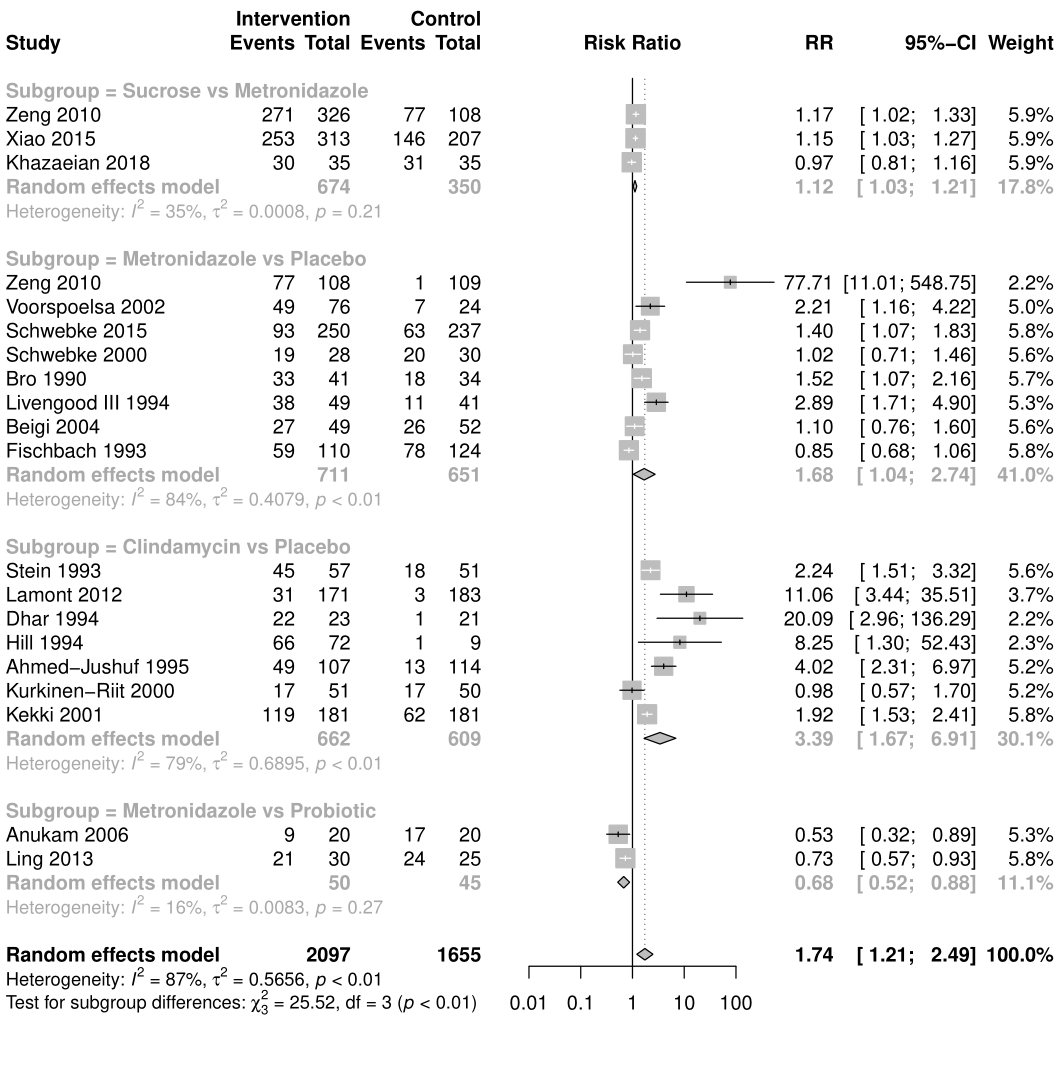 Intervention Control
Study Events Total Events Total Risk Ratio RR 95%−CI Weight
Subgroup = Sucrose vs Metronidazole
Zeng 2010 271 326 77 108 1.17 [ 1.02; 1.33] 5.9%
Xiao 2015 253 313 146 207 1.15 [ 1.03; 1.27] 5.9%
Khazaeian 2018 30 35 31 35 0.97 [ 0.81; 1.16] 5.9%
Random effects model 674 350 1.12 [ 1.03; 1.21] 17.8%
Heterogeneity: I² = 35%, τ² = 0.0008, p = 0.21
Subgroup = Metronidazole vs Placebo
Zeng 2010 77 108 1 109 77.71 [11.01; 548.75] 2.2%
Voorspoelsa 2002 49 76 7 24 2.21 [ 1.16; 4.22] 5.0%
Schwebke 2015 93 250 63 237 1.40 [ 1.07; 1.83] 5.8%
Schwebke 2000 19 28 20 30 1.02 [ 0.71; 1.46] 5.6%
Bro 1990 33 41 18 34 1.52 [ 1.07; 2.16] 5.7%
Livengood III 1994 38 49 11 41 2.89 [ 1.71; 4.90] 5.3%
Beigi 2004 27 49 26 52 1.10 [ 0.76; 1.60] 5.6%
Fischbach 1993 59 110 78 124 0.85 [ 0.68; 1.06] 5.8%
Random effects model 711 651 1.68 [ 1.04; 2.74] 41.0%
Heterogeneity: I² = 84%, τ² = 0.4079, p < 0.01
Subgroup = Clindamycin vs Placebo
Stein 1993 45 57 18 51 2.24 [ 1.51; 3.32] 5.6%
Lamont 2012 31 171 3 183 11.06 [ 3.44; 35.51] 3.7%
Dhar 1994 22 23 1 21 20.09 [ 2.96; 136.29] 2.2%
Hill 1994 66 72 1 9 8.25 [ 1.30; 52.43] 2.3%
Ahmed−Jushuf 1995 49 107 13 114 4.02 [ 2.31; 6.97] 5.2%
Kurkinen−Riit 2000 17 51 17 50 0.98 [ 0.57; 1.70] 5.2%
Kekki 2001 119 181 62 181 1.92 [ 1.53; 2.41] 5.8%
Random effects model 662 609 3.39 [ 1.67; 6.91] 30.1%
Heterogeneity: I² = 79%, τ² = 0.6895, p < 0.01
Subgroup = Metronidazole vs Probiotic
Anukam 2006 9 20 17 20 0.53 [ 0.32; 0.89] 5.3%
Ling 2013 21 30 24 25 0.73 [ 0.57; 0.93] 5.8%
Random effects model 50 45 0.68 [ 0.52; 0.88] 11.1%
Heterogeneity: I² = 16%, τ² = 0.0083, p = 0.27
Random effects model 2097 1655 1.74 [ 1.21; 2.49] 100.0%
Heterogeneity: I² = 87%, τ² = 0.5656, p < 0.01
Test for subgroup differences: χ²₃ = 25.52, df = 3 (p < 0.01)
0.01 0.1 1 10 100